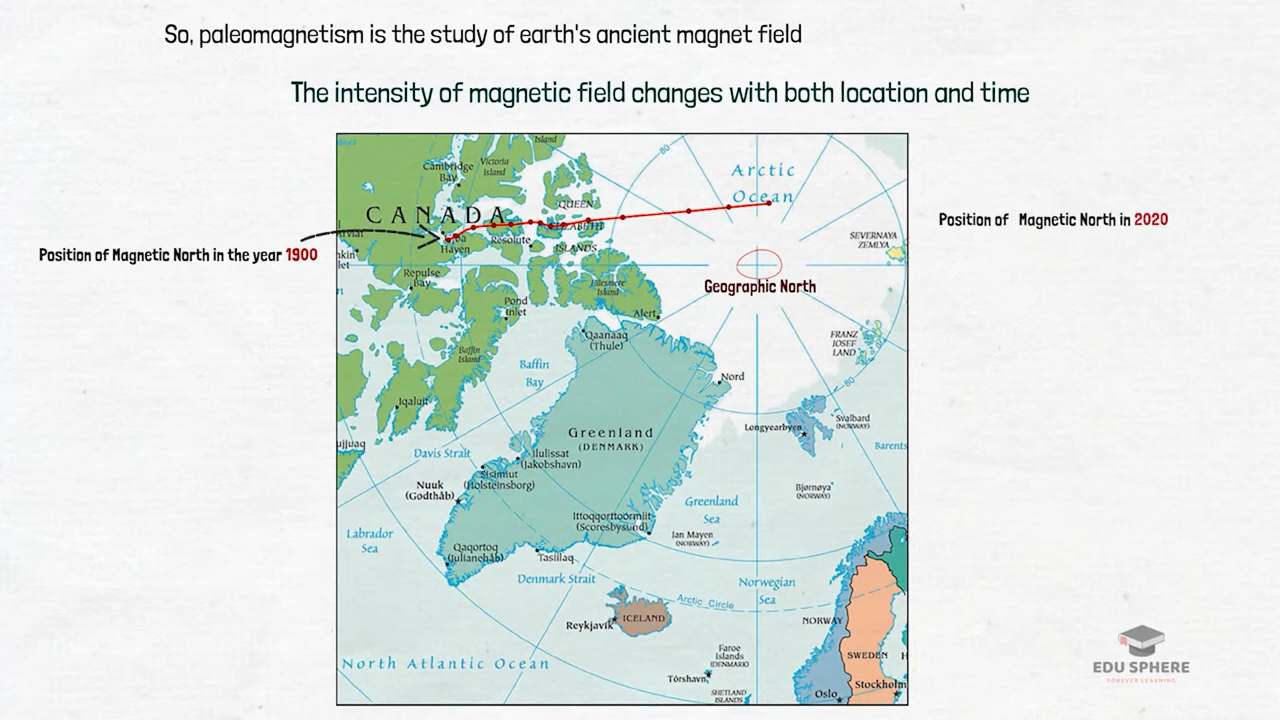 So, paleomagnetism is the study of earth's ancient magnet field
The intensity of magnetic field changes with both location and time
Island
Cambridge
Bay
Victoria
Island
80
Arctic
Ocean
QUEEN
ELIZABETH
ISLANDS
CANADA
Haven
Resolute
Position of Magnetic North in 2020
Position of Magnetic North in the year 1900
SEVERNAYA
ZEMLYA
Repulse
Bay
Ellesmere
Island
Geographic North
Pond
Inlet
Alert
Qaanaaq
(Thule)
FRANZ
JOSEF
LAND
Baffin
Island
Baffin
Bay
Nord
80
Iqaluit
Longyearbyen
Svalbard
(NORWAY)
Greenland
(DENMARK)
Barents
Davis Strait
Ilulissat
(Jakobshavn)
Sisimiut
(Holsteinsborg)
Nuuk
(Godthåb)
Bjørnøya
(NORWAY)
Greenland
Sea
Ittoqqortoormiit
(Scoresbysund)
Jan Mayen
(NORWAY)
Labrador
Sea
Qaqortoq
(Julianehåb)
Tasiilaq
Denmark Strait
Norwegian
Sea
Arctic Circle
ICELAND
Reykjavík
NORWAY
SWEDEN
North Atlantic Ocean
Faroe
Islands
(DENMARK)
Tórshavn
SHETLAND
ISLANDS
Oslo
Stockholm
EDU SPHERE
FOREVER LEARNING